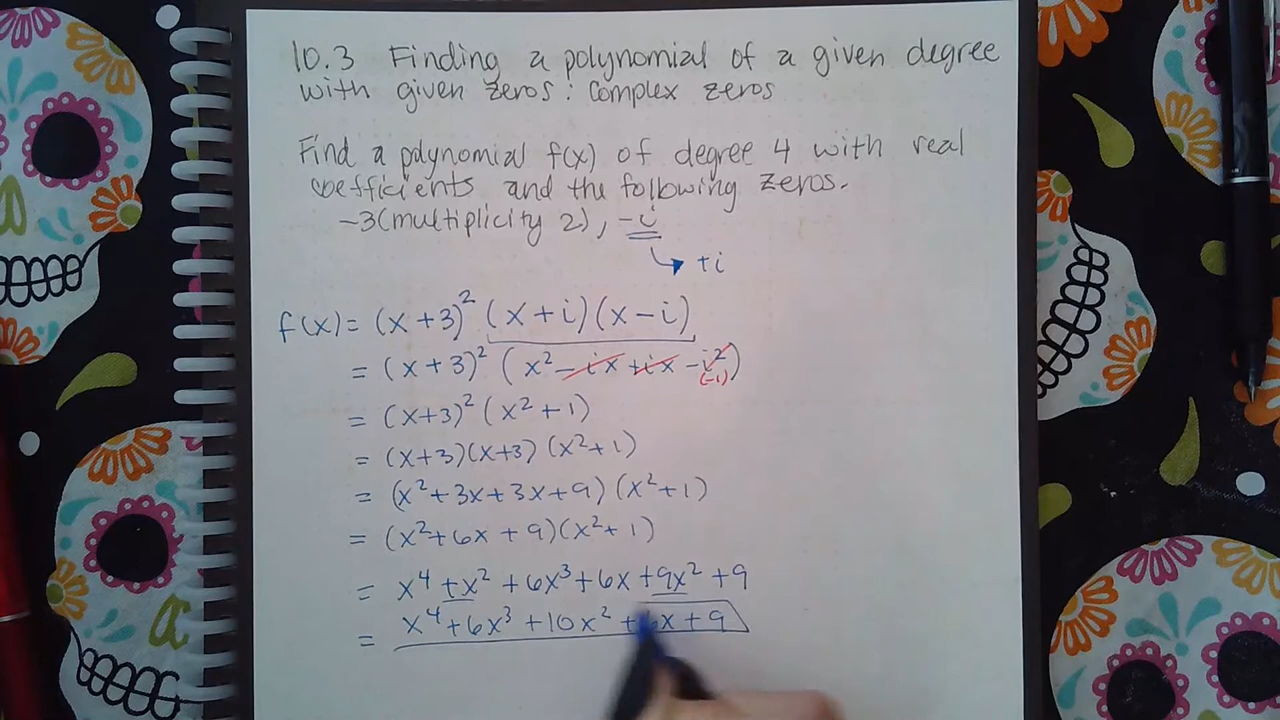 10.3 Finding a polynomial of a given degree
with given zeros: Complex zeros
Find a polynomial f(x) of degree 4 with real
coefficients and the following zeros.
-3(multiplicity 2), -i
+i
f(x) = (x+3)² (x+i)(x-i)
= (x+3)² (x² - ix + ix - i²)
(-1)
= (x+3)² (x² + 1)
= (x+3)(x+3) (x²+1)
= (x²+3x+3x+9) (x²+1)
= (x²+6x+9)(x²+1)
= x⁴ + x² + 6x³ + 6x + 9x² + 9
= x⁴ + 6x³ + 10x² + 6x + 9